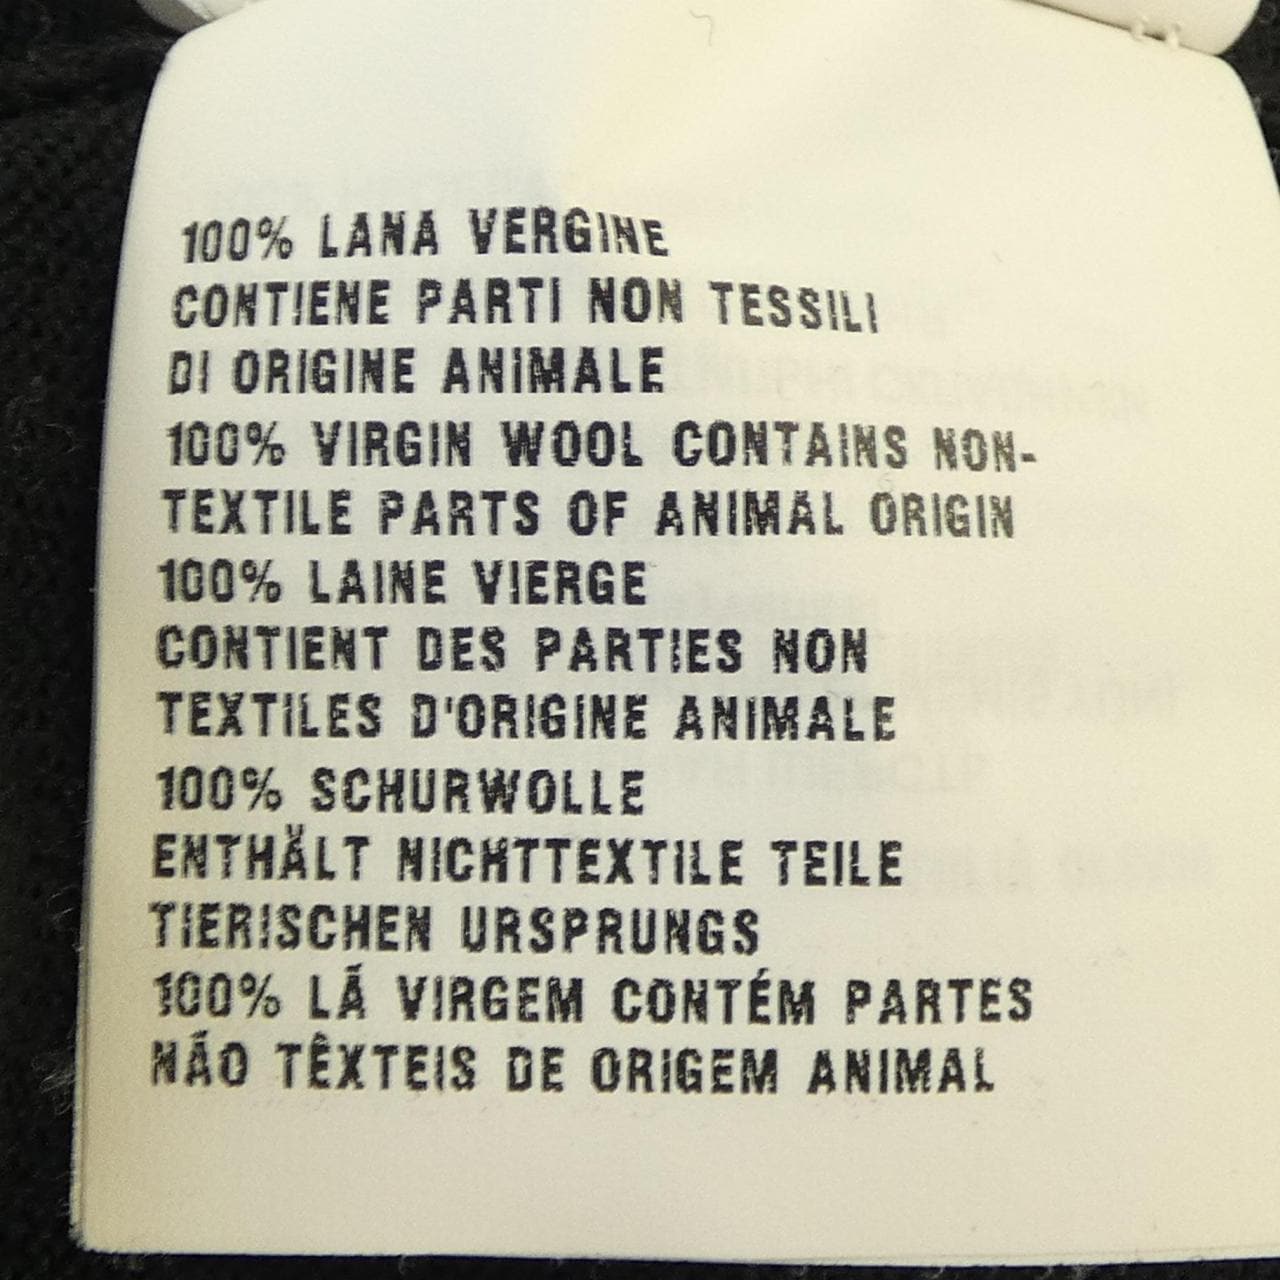 100% LANA VERGINE
CONTIENE PARTI NON TESSILI
DI ORIGINE ANIMALE
100% VIRGIN WOOL CONTAINS NON-
TEXTILE PARTS OF ANIMAL ORIGIN
100% LAINE VIERGE
CONTIENT DES PARTIES NON
TEXTILES D'ORIGINE ANIMALE
100% SCHURWOLLE
ENTHÄLT NICHTTEXTILE TEILE
TIERISCHEN URSPRUNGS
100% LÃ VIRGEM CONTÉM PARTES
NÃO TÊXTEIS DE ORIGEM ANIMAL